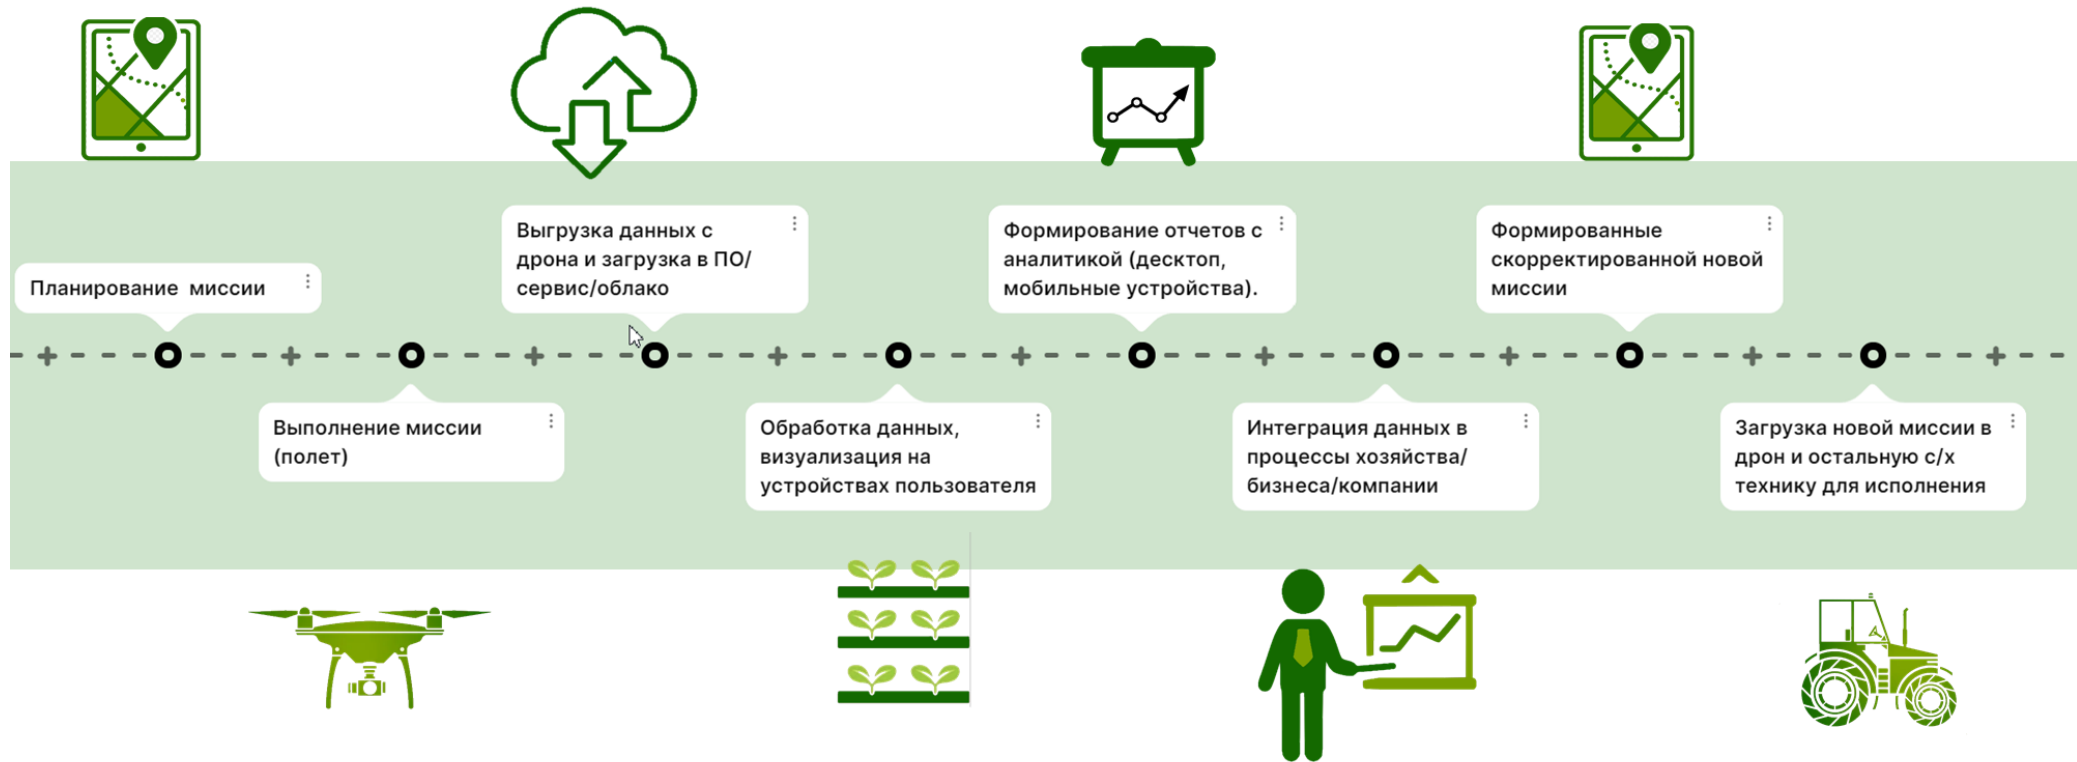 Планирование  миссии
Выполнение миссии
(полет)
Выгрузка данных с
дрона и загрузка в ПО/
сервис/облако
Обработка данных,
визуализация на
устройствах пользователя
Формирование отчетов с
аналитикой (десктоп,
мобильные устройства).
Интеграция данных в
процессы хозяйства/
бизнеса/компании
Формированные
скорректированной новой
миссии
Загрузка новой миссии в
дрон и остальную с/х
технику для исполнения